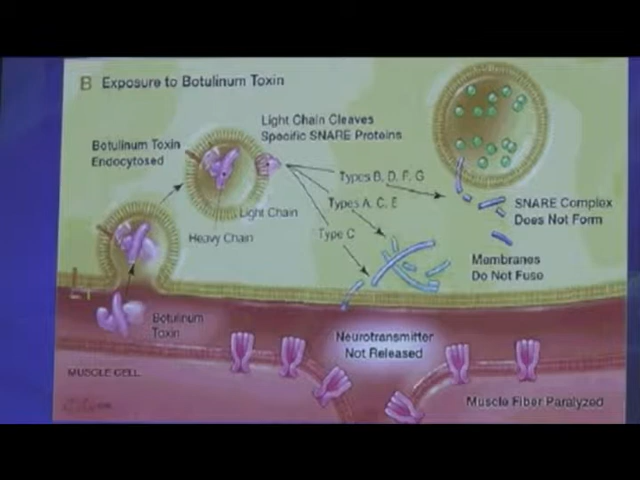 B Exposure to Botulinum Toxin
Light Chain Cleaves
Specific SNARE Proteins
Botulinum Toxin
Endocytosed
Types B, D, F, G
Light Chain
Types A, C, E
SNARE Complex
Does Not Form
Heavy Chain
Type C
Membranes
Do Not Fuse
Botulinum
Toxin
Neurotransmitter
Not Released
MUSCLE CELL
Muscle Fiber Paralyzed